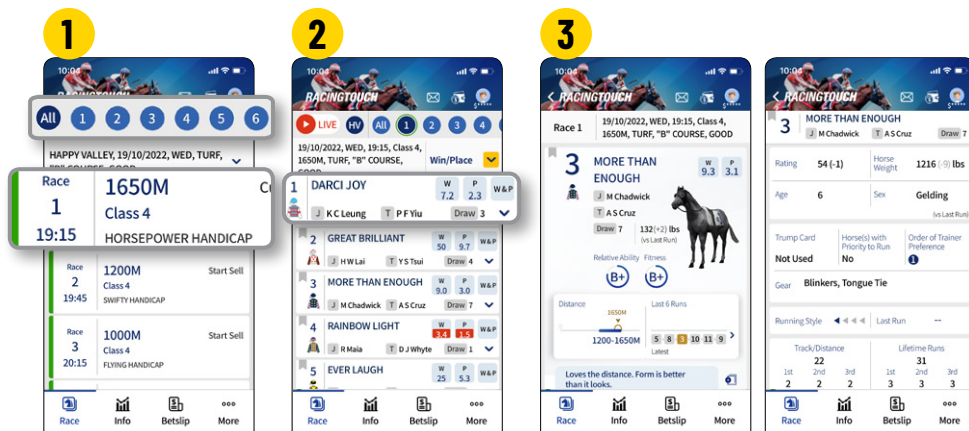 1
10:04
RACINGTOUCH
All 1 2 3 4 5 6
HAPPY VALLEY, 19/10/2022, WED, TURF,
Race 1 19:15
1650M
Class 4
HORSEPOWER HANDICAP
Race 2 19:45
1200M
Start Sell
Class 4
SWIFTY HANDICAP
Race 3 20:15
1000M
Start Sell
Class 4
FLYING HANDICAP
Race Info Betslip More
2
10:04
RACINGTOUCH
LIVE HV All 1 2 3 4
19/10/2022, WED, 19:15, Class 4,
1650M, TURF, "B" COURSE,
Win/Place
1 DARCI JOY W 7.2 P 2.3 W&P
J K C Leung T P F Yiu Draw 3
2 GREAT BRILLIANT W 50 P 9.7 W&P
J H W Lai T Y S Tsui Draw 4
3 MORE THAN ENOUGH W 9.0 P 3.0 W&P
J M Chadwick T A S Cruz Draw 7
4 RAINBOW LIGHT W 3.4 P 1.5 W&P
J R Maia T D J Whyte Draw 1
5 EVER LAUGH W 25 P 5.3 W&P
Race Info Betslip More
3
10:04
RACINGTOUCH
Race 1
19/10/2022, WED, 19:15, Class 4,
1650M, TURF, "B" COURSE, GOOD
3 MORE THAN
ENOUGH
W 9.3 P 3.1
J M Chadwick
T A S Cruz
Draw 7 132(+2) lbs
(vs Last Run)
Relative Ability Fitness
B+ B+
Distance
1650M
1200-1650M
Last 6 Runs
5 8 3 10 11 9
Latest
Loves the distance. Form is better
than it looks.
Race Info Betslip More
10:04
RACINGTOUCH
3 MORE THAN ENOUGH
J M Chadwick T A S Cruz Draw 7
Rating 54 (-1) Horse Weight 1216 (-9) lbs
Age 6 Sex Gelding
(vs Last Run)
Trump Card
Not Used
Horse(s) with
Priority to Run
No
Order of Trainer
Preference
1
Gear Blinkers, Tongue Tie
Running Style Last Run --
Track/Distance Lifetime Runs
22 31
1st 2nd 3rd 1st 2nd 3rd
2 2 2 3 3 3
Race Info Betslip More